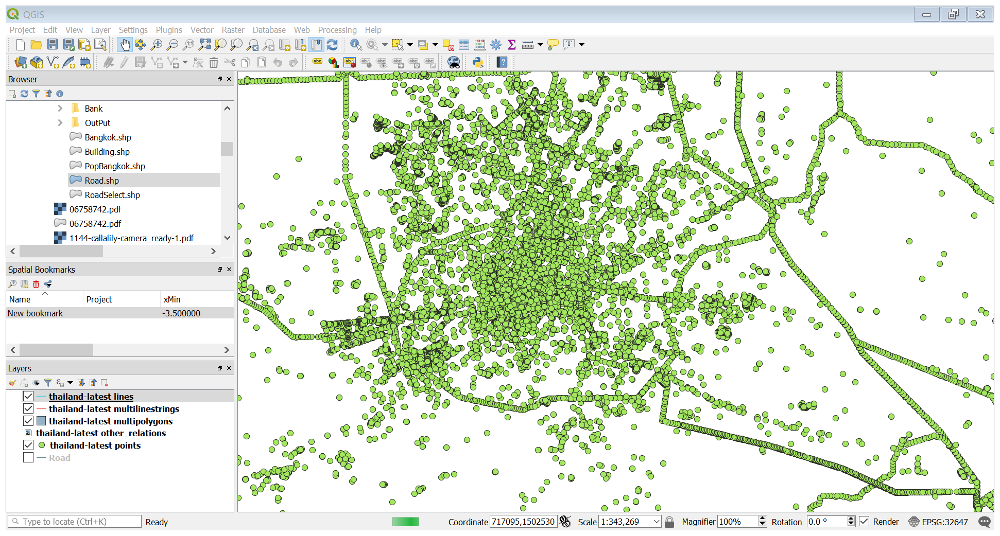 QGIS
Project Edit View Layer Settings Plugins Vector Raster Database Web Processing Help
Browser
Bank
OutPut
Bangkok.shp
Building.shp
PopBangkok.shp
Road.shp
RoadSelect.shp
06758742.pdf
06758742.pdf
1144-callalily-camera_ready-1.pdf
Spatial Bookmarks
Name Project xMin
New bookmark -3.500000
Layers
thailand-latest lines
thailand-latest multilinestrings
thailand-latest multipolygons
thailand-latest other_relations
thailand-latest points
Road
Type to locate (Ctrl+K) Ready Coordinate 717095,1502530 Scale 1:343,269 Magnifier 100% Rotation 0.0 ° Render EPSG:32647